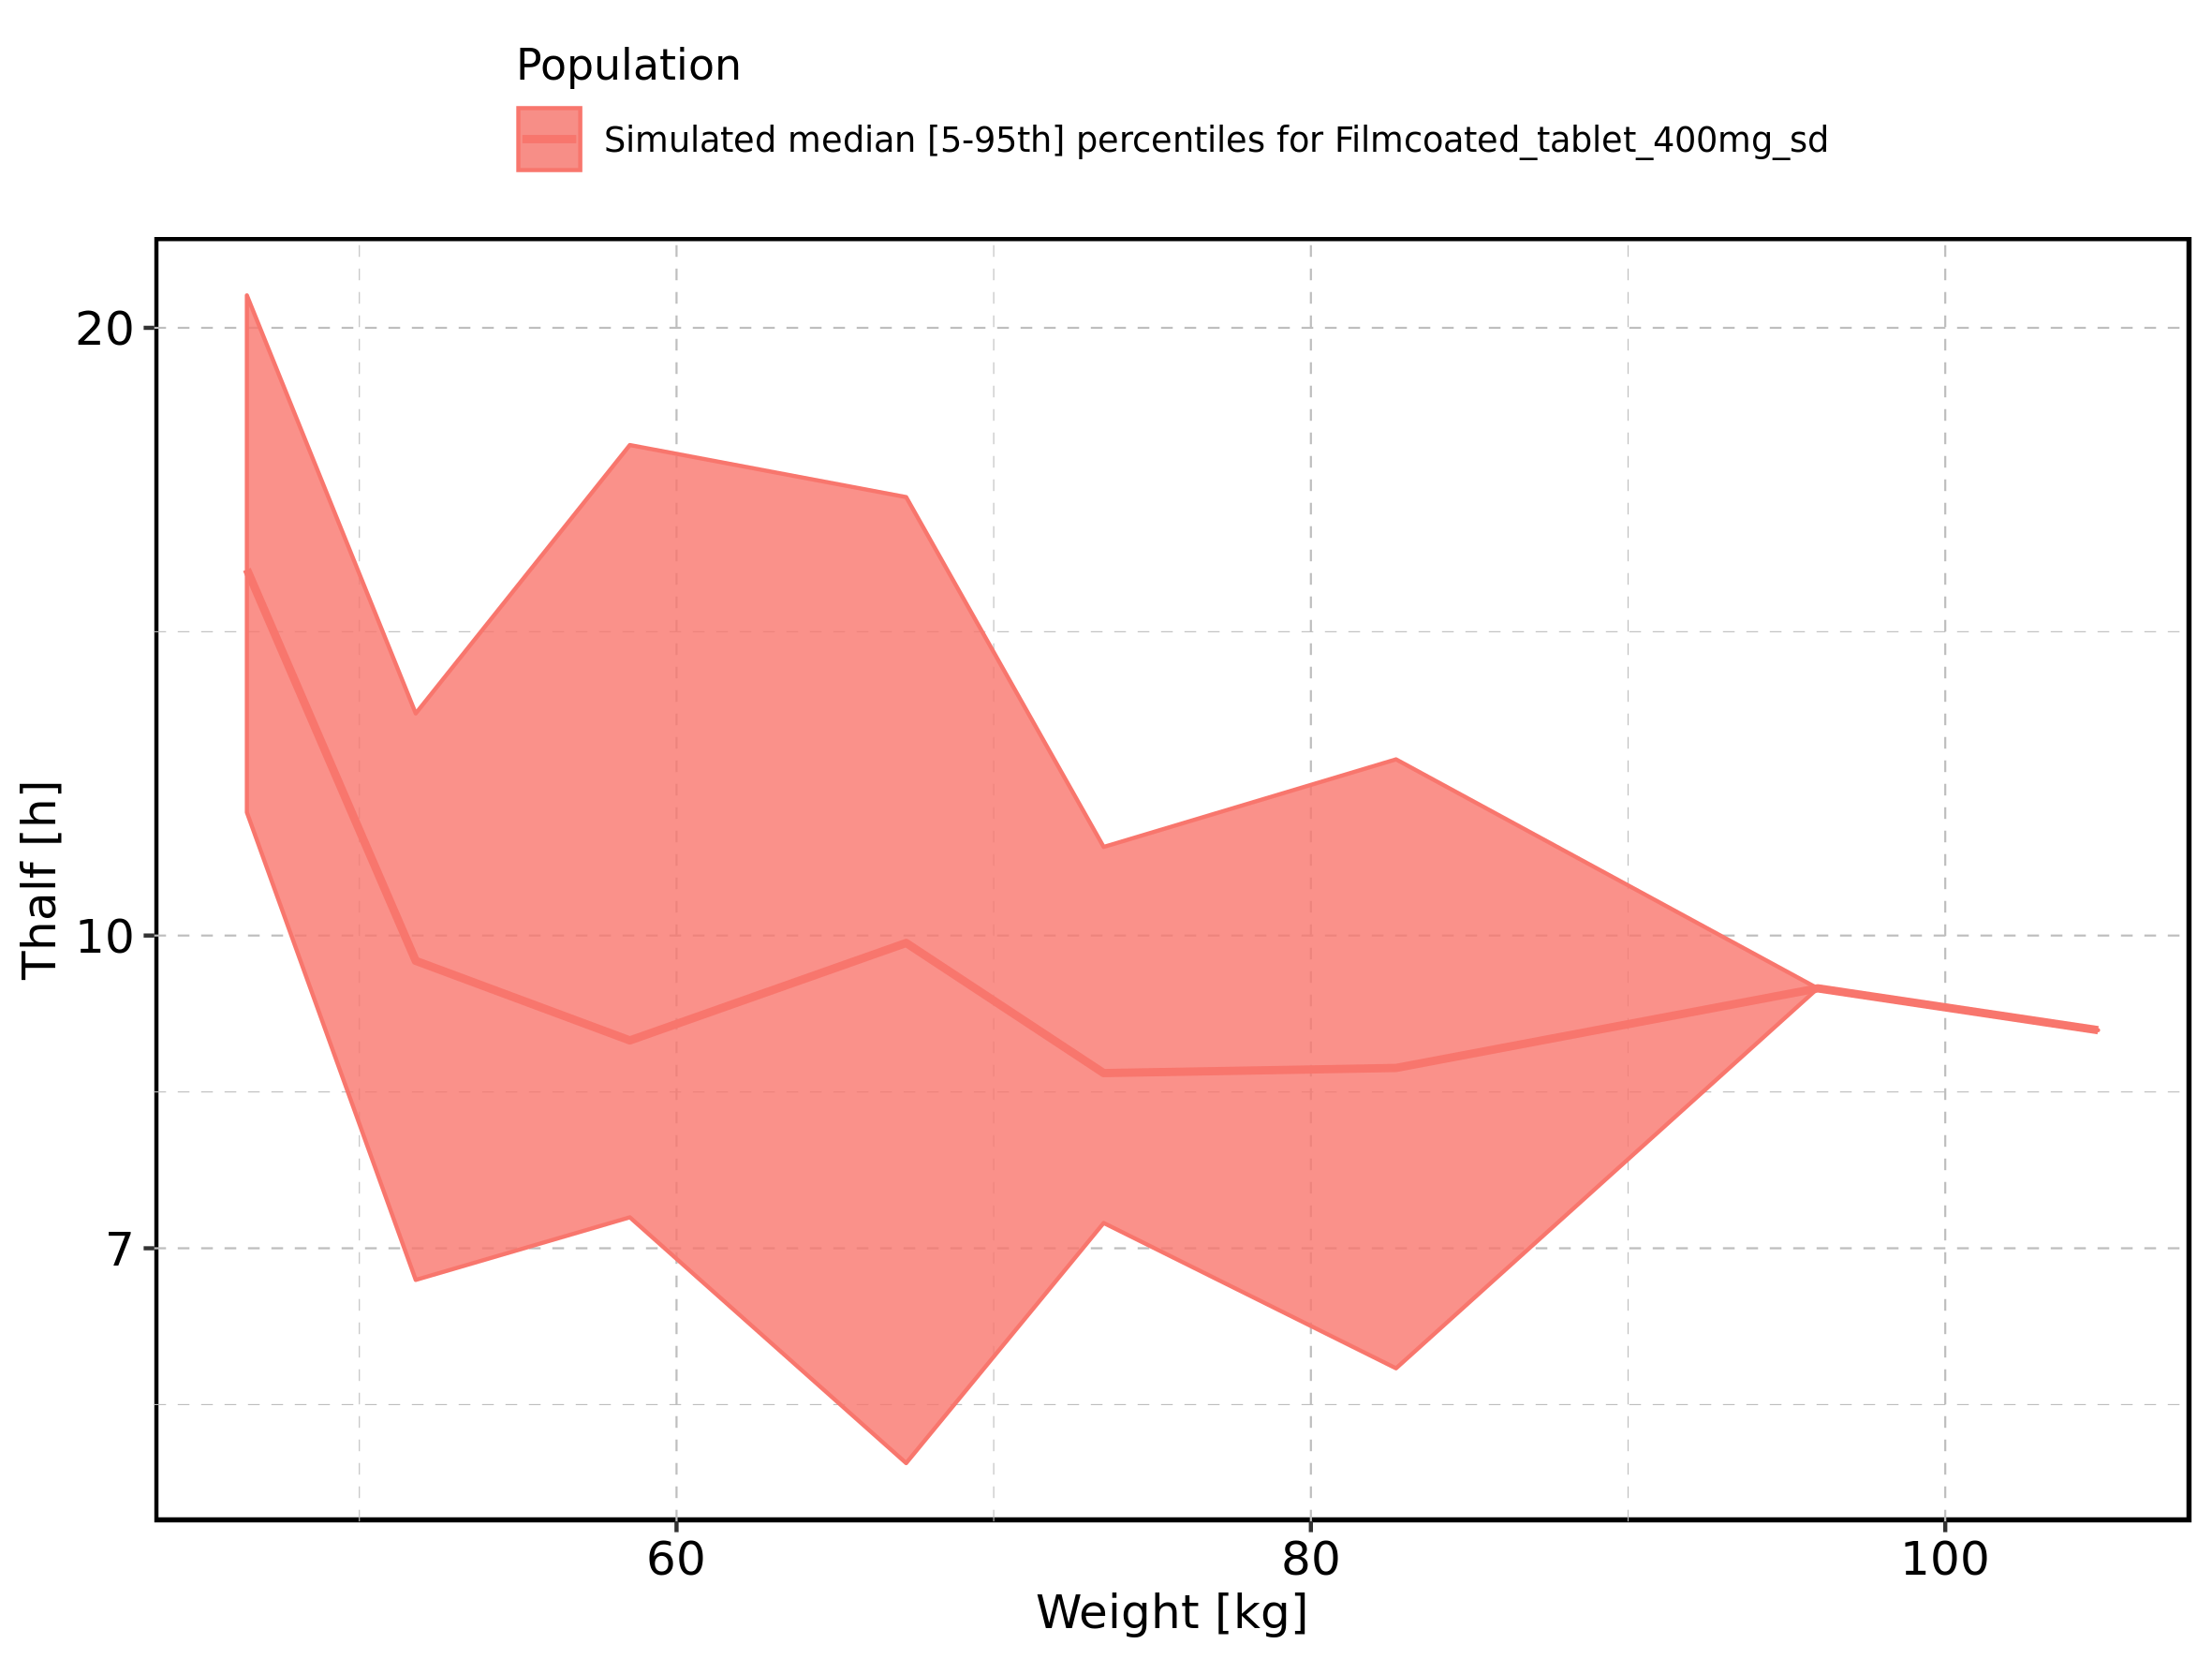 Population
Simulated median [5-95th] percentiles for Filmcoated_tablet_400mg_sd
20
10
7
Thalf [h]
60
80
100
Weight [kg]